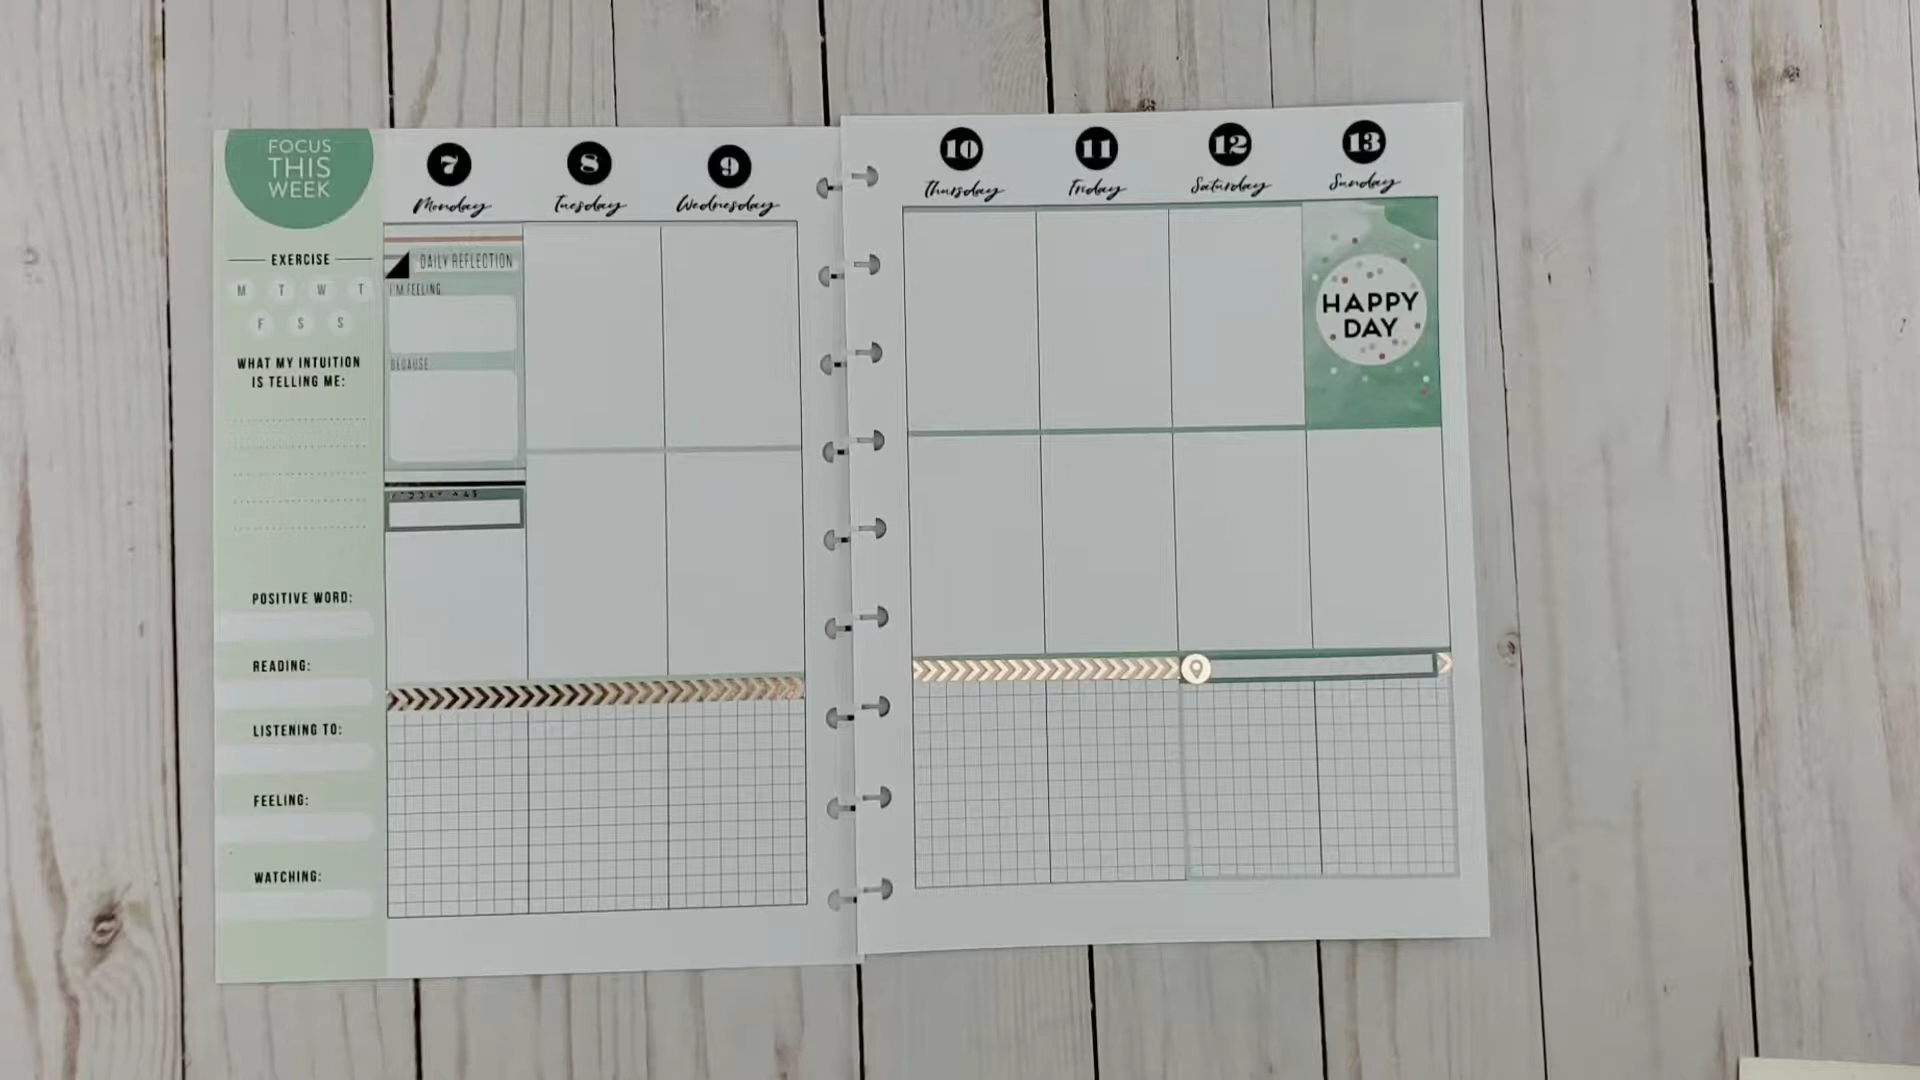 FOCUS
THIS
WEEK
EXERCISE
M T W T
F S S
WHAT MY INTUITION
IS TELLING ME:
POSITIVE WORD:
READING:
LISTENING TO:
FEELING:
WATCHING:
7 8 9
Monday Tuesday Wednesday
DAILY REFLECTION
I'M FEELING
BECAUSE:
10 11 12 13
Thursday Friday Saturday Sunday
HAPPY
DAY